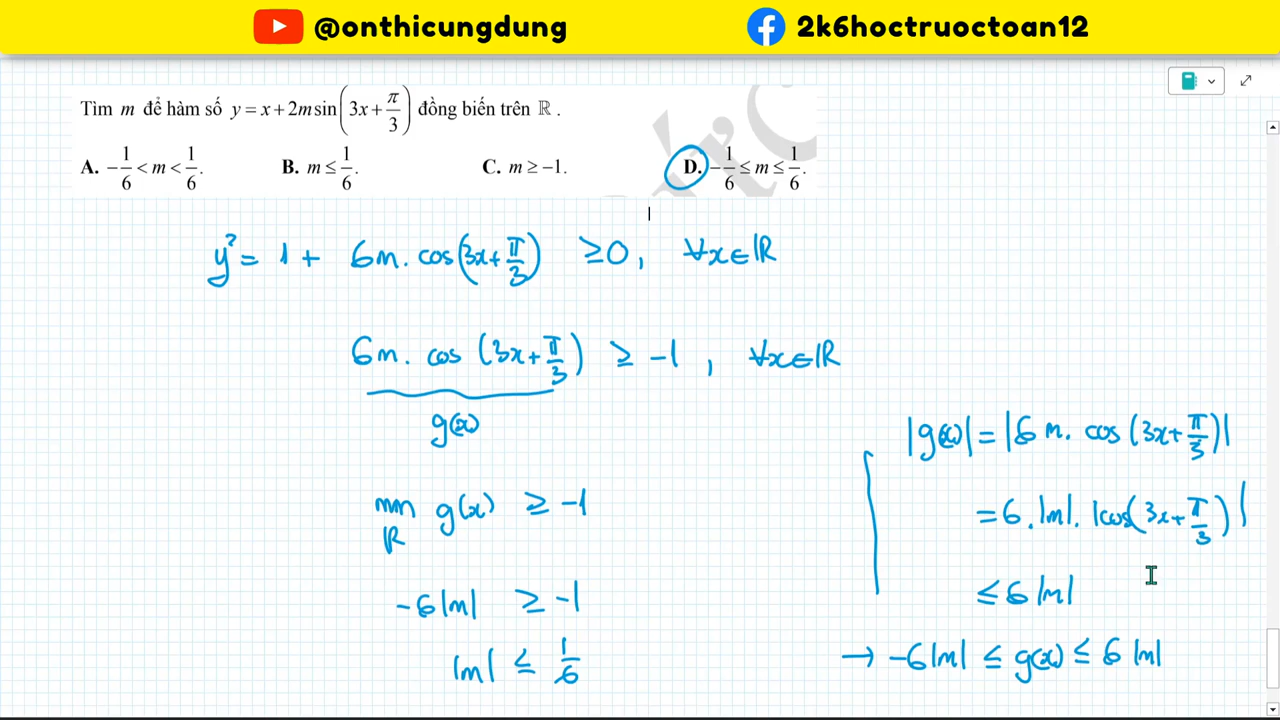 @onthicungdung
2k6hoctruoctoan12
Tìm m để hàm số y = x + 2m sin(3x + π/3) đồng biến trên ℝ.
A. -1/6 < m < 1/6. B. m ≤ 1/6. C. m ≥ -1. D. -1/6 ≤ m ≤ 1/6.
y' = 1 + 6m. cos(3x+π/3) ≥ 0, ∀x∈ℝ
6m. cos (3x+π/3) ≥ -1, ∀x∈ℝ
g(x)
min g(x) ≥ -1
ℝ
-6|m| ≥ -1
|m| ≤ 1/6
|g(x)| = |6m. cos(3x+π/3)|
= 6.|m|. |cos(3x+π/3)|
≤ 6|m|
→ -6|m| ≤ g(x) ≤ 6|m|